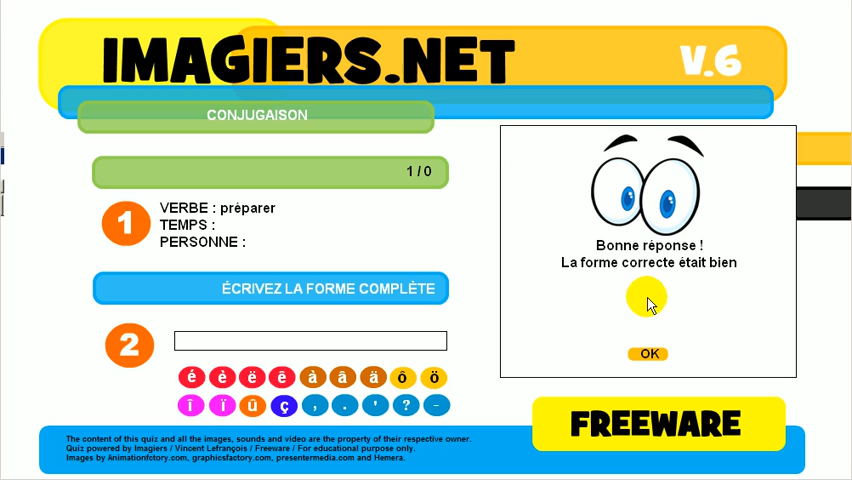 IMAGIERS.NET
V.6
CONJUGAISON
1 / 0
1
VERBE : préparer
TEMPS :
PERSONNE :
ÉCRIVEZ LA FORME COMPLÈTE
2
é è ë ê à â ä ô ö
î ï û ç , . ' ? -
Bonne réponse !
La forme correcte était bien
OK
FREEWARE
The content of this quiz and all the images, sounds and video are the property of their respective owner.
Quiz powered by Imagiers / Vincent Lefrançois / Freeware / For educational purpose only.
Images by Animationfctory.com, graphicsfactory.com, presentermedia.com and Hemera.